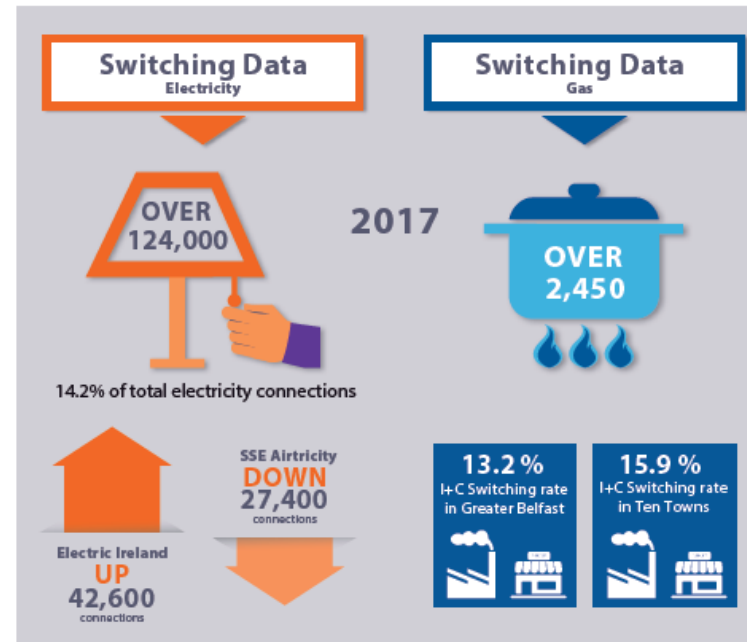 Switching Data
Electricity
Switching Data
Gas
OVER
124,000
2017
OVER
2,450
14.2% of total electricity connections
Electric Ireland
UP
42,600
connections
SSE Airtricity
DOWN
27,400
connections
13.2 %
I+C Switching rate
in Greater Belfast
15.9 %
I+C Switching rate
in Ten Towns